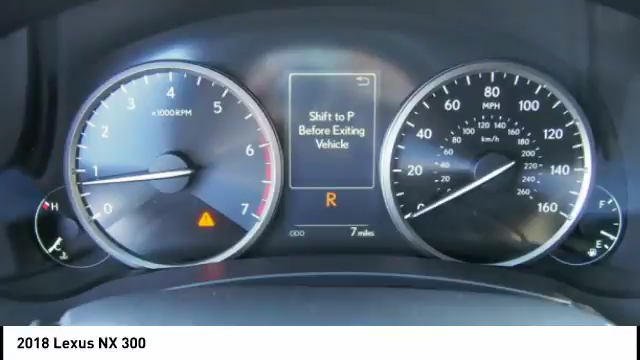 4
3
5
x1000 RPM
2
6
1
0
7
H
Shift to P
Before Exiting
Vehicle
R
7 miles
80
60
MPH
100
40
120
120 140
100
160
80
180
km/h
60
200
20
140
40
220
20
240
260
0
160
F
E
2018 Lexus NX 300